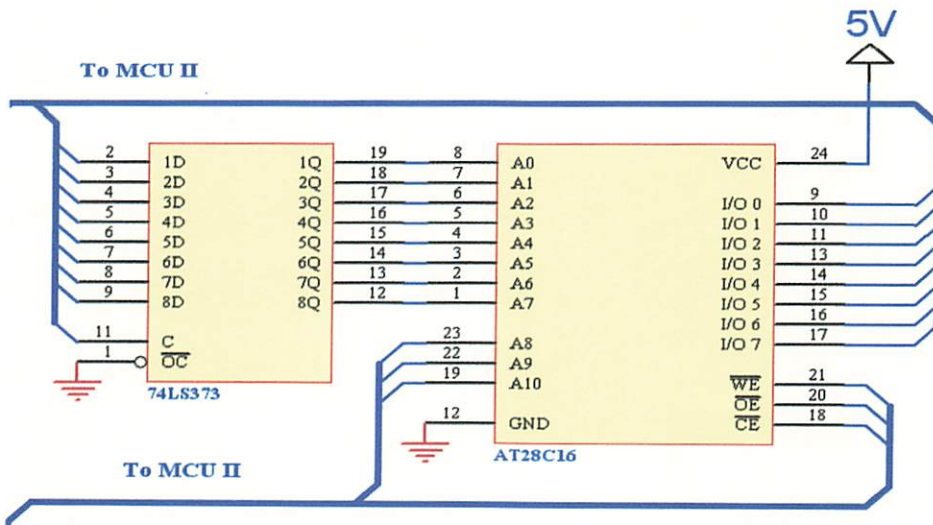 5V
To MCU II
2 1D 1Q 19 8 A0 VCC 24
3 2D 2Q 18 7 A1
4 3D 3Q 17 6 A2 I/O 0 9
5 4D 4Q 16 5 A3 I/O 1 10
6 5D 5Q 15 4 A4 I/O 2 11
7 6D 6Q 14 3 A5 I/O 3 13
8 7D 7Q 13 2 A6 I/O 4 14
9 8D 8Q 12 1 A7 I/O 5 15
I/O 6 16
11 C 23 A8 I/O 7 17
1 OC 22 A9
19 A10 WE 21
74LS373 OE 20
12 GND CE 18
AT28C16
To MCU II